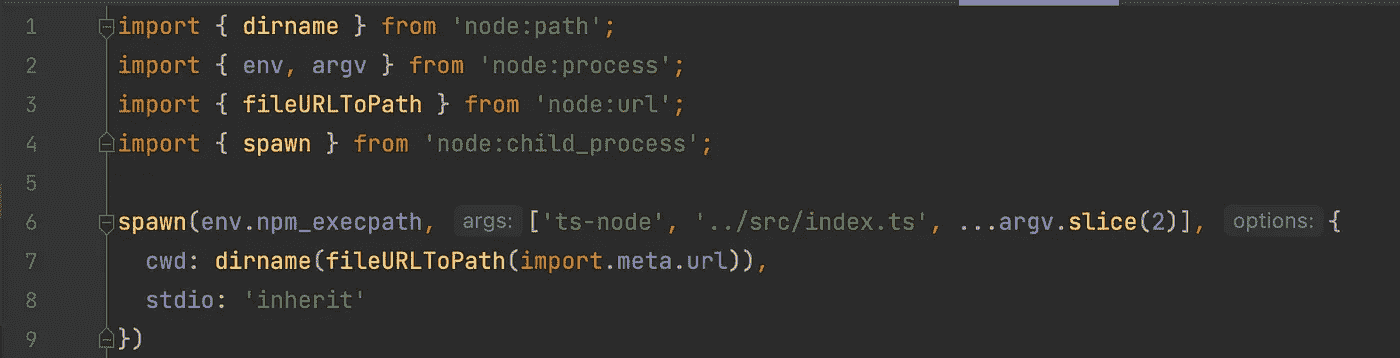 1 import { dirname } from 'node:path';
2 import { env, argv } from 'node:process';
3 import { fileURLToPath } from 'node:url';
4 import { spawn } from 'node:child_process';
5
6 spawn(env.npm_execpath, args: ['ts-node', '../src/index.ts', ...argv.slice(2)], options: {
7 cwd: dirname(fileURLToPath(import.meta.url)),
8 stdio: 'inherit'
9 })